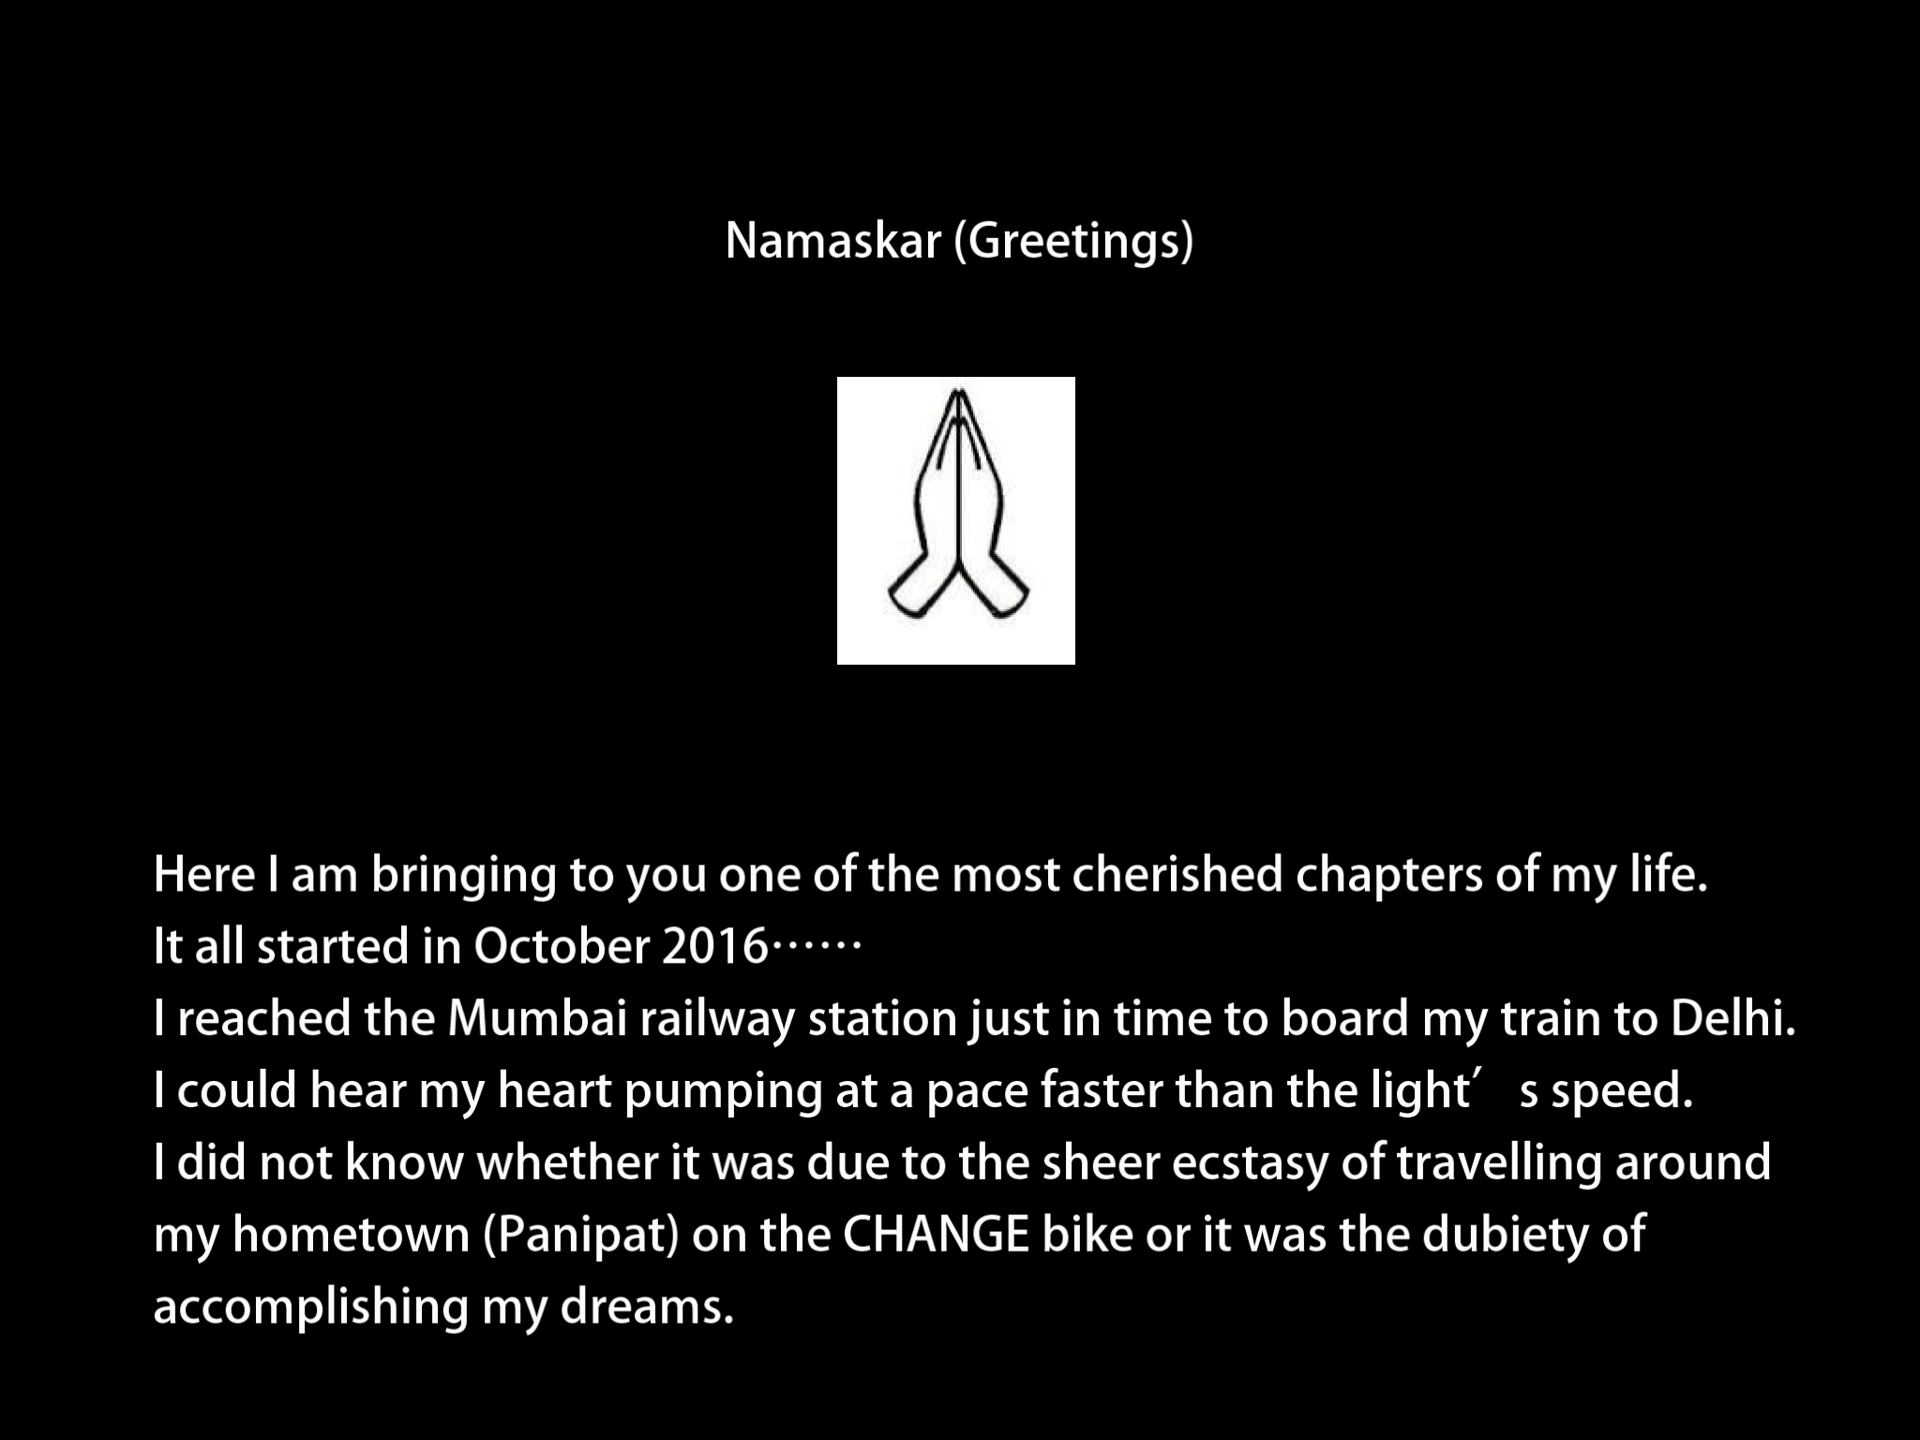 Namaskar (Greetings)
Here I am bringing to you one of the most cherished chapters of my life.
It all started in October 2016⋯⋯
I reached the Mumbai railway station just in time to board my train to Delhi.
I could hear my heart pumping at a pace faster than the light′ s speed.
I did not know whether it was due to the sheer ecstasy of travelling around
my hometown (Panipat) on the CHANGE bike or it was the dubiety of
accomplishing my dreams.